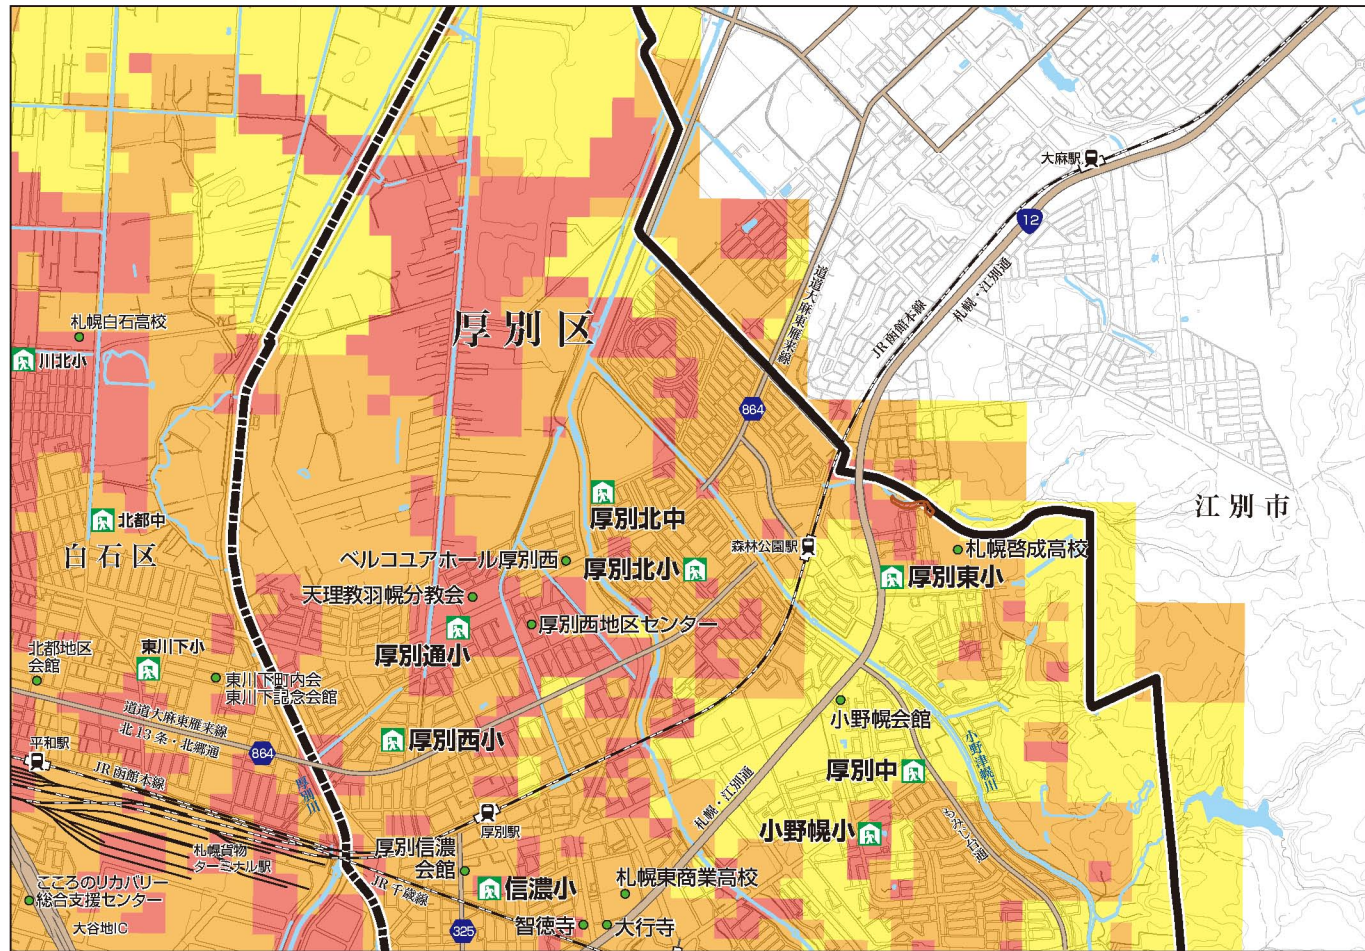 大麻駅
12
道道大麻東雁来線
JR函館本線
札幌・江別通
厚別区
札幌白石高校
川北小
864
江別市
北都中
白石区
厚別北中
森林公園駅
札幌啓成高校
ベルコユアホール厚別西
厚別北小
厚別東小
天理教羽幌分教会
厚別西地区センター
厚別通小
北都地区
会館
東川下小
東川下町内会
東川下記念会館
小野幌会館
道道大麻東雁来線
北13条・北郷通
厚別西小
小野津幌川
平和駅
864
厚別中
JR函館本線
厚別川
札幌・江別通
厚別駅
小野幌小
もみじ台通
札幌貨物
ターミナル駅
厚別信濃
会館
こころのリカバリー
総合支援センター
JR千歳線
信濃小
札幌東商業高校
大谷地IC
325
智徳寺
大行寺